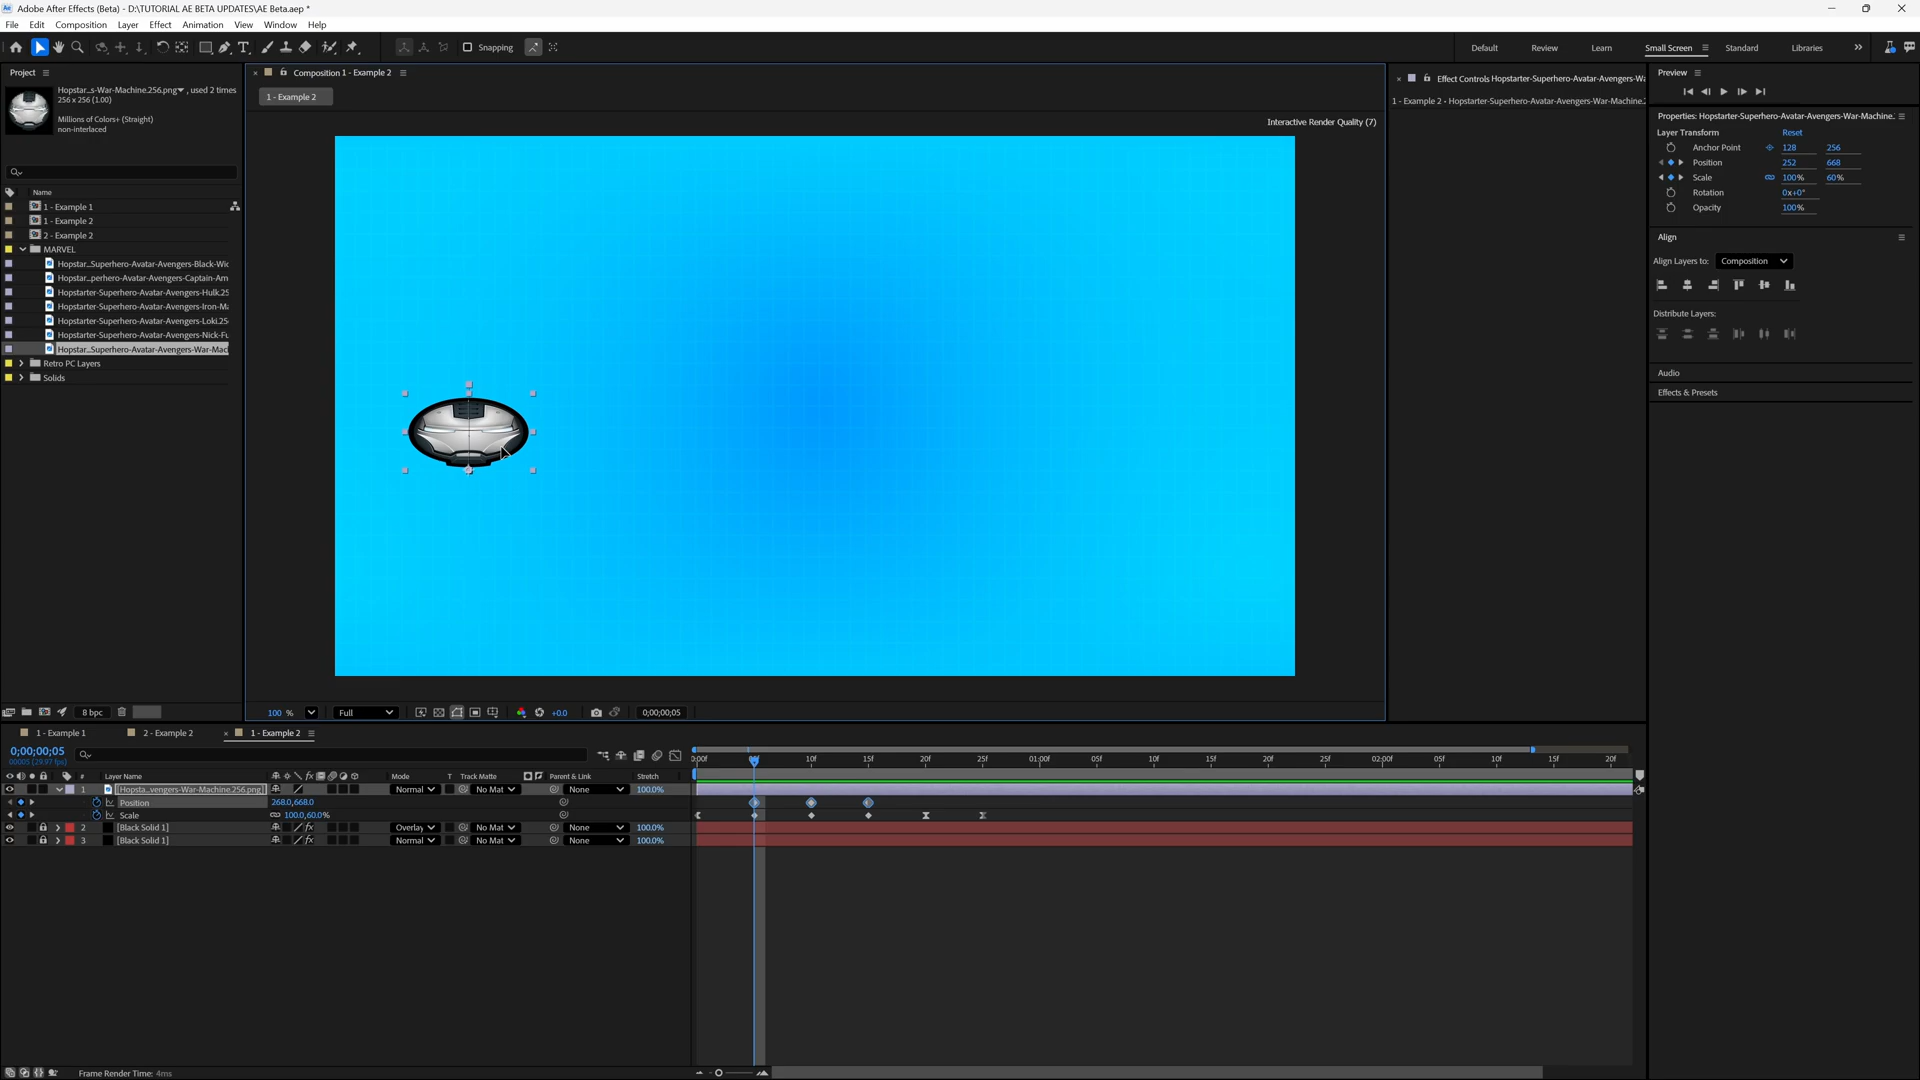 Adobe After Effects (Beta) - D:\TUTORIAL AE BETA UPDATES\AE Beta.aep *
File Edit Composition Layer Effect Animation View Window Help
Snapping
Default Review Learn Small Screen Standard Libraries
Project
Hopstar...s-War-Machine.256.png , used 2 times
256 x 256 (1.00)
Millions of Colors+ (Straight)
non-interlaced
Name
1 - Example 1
1 - Example 2
2 - Example 2
MARVEL
Hopstar...Superhero-Avatar-Avengers-Black-Wic
Hopstar...perhero-Avatar-Avengers-Captain-Am
Hopstarter-Superhero-Avatar-Avengers-Hulk.25
Hopstarter-Superhero-Avatar-Avengers-Iron-Ma
Hopstarter-Superhero-Avatar-Avengers-Loki.25
Hopstarter-Superhero-Avatar-Avengers-Nick-Fu
Hopstar...Superhero-Avatar-Avengers-War-Mac
Retro PC Layers
Solids
8 bpc
Composition 1 - Example 2
1 - Example 2
Interactive Render Quality (7)
100 % Full +0.0 0;00;00;05
Effect Controls Hopstarter-Superhero-Avatar-Avengers-Wa
1 - Example 2 • Hopstarter-Superhero-Avatar-Avengers-War-Machine.2
Preview
Properties: Hopstarter-Superhero-Avatar-Avengers-War-Machine.
Layer Transform Reset
Anchor Point 128 256
Position 252 668
Scale 100% 60%
Rotation 0x+0°
Opacity 100%
Align
Align Layers to: Composition
Distribute Layers:
Audio
Effects & Presets
1 - Example 1 2 - Example 2 1 - Example 2
0;00;00;05
00005 (29.97 fps)
# Layer Name fx Mode T Track Matte Parent & Link Stretch
1 Hopsta...vengers-War-Machine.256.png] Normal No Mat None 100.0%
Position 268.0,668.0
Scale 100.0,60.0%
2 [Black Solid 1] fx Overlay No Mat None 100.0%
3 [Black Solid 1] fx Normal No Mat None 100.0%
0:00f 10f 15f 20f 25f 01:00f 05f 10f 15f 20f 25f 02:00f 05f 10f 15f 20f
Frame Render Time: 4ms